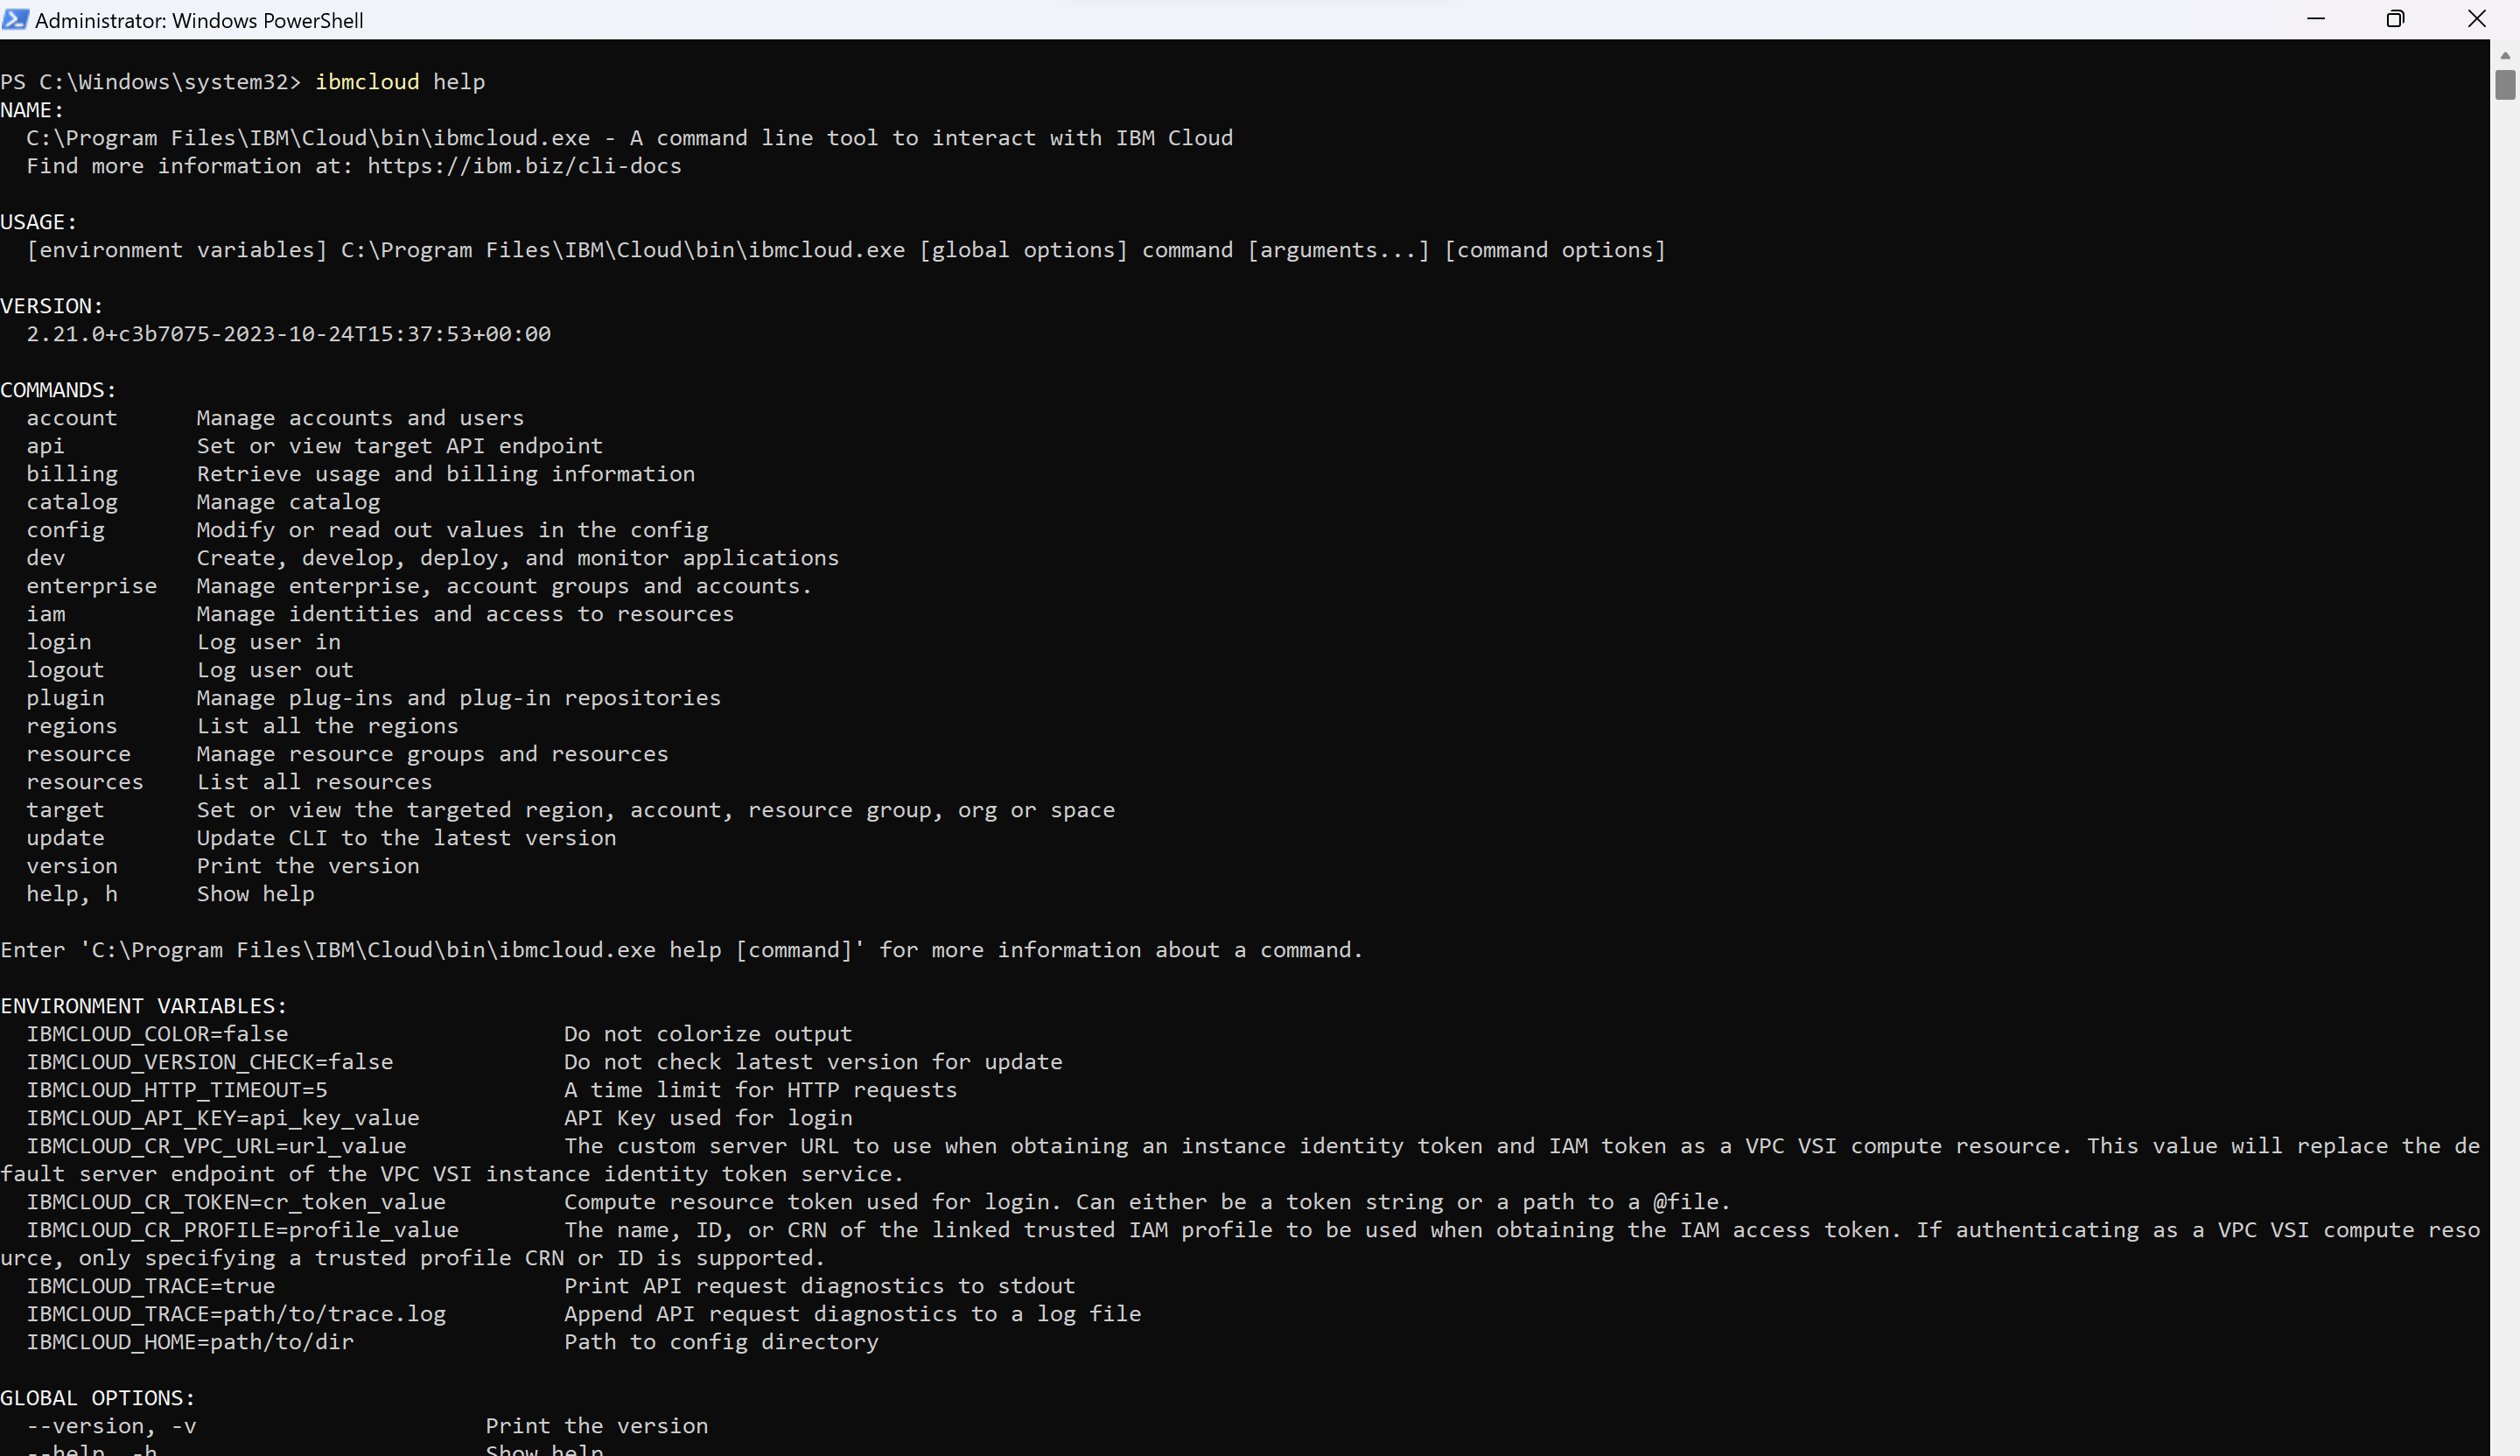 Administrator: Windows PowerShell
PS C:\Windows\system32> ibmcloud help
NAME:
  C:\Program Files\IBM\Cloud\bin\ibmcloud.exe - A command line tool to interact with IBM Cloud
  Find more information at: https://ibm.biz/cli-docs
USAGE:
  [environment variables] C:\Program Files\IBM\Cloud\bin\ibmcloud.exe [global options] command [arguments...] [command options]
VERSION:
  2.21.0+c3b7075-2023-10-24T15:37:53+00:00
COMMANDS:
  account      Manage accounts and users
  api          Set or view target API endpoint
  billing      Retrieve usage and billing information
  catalog      Manage catalog
  config       Modify or read out values in the config
  dev          Create, develop, deploy, and monitor applications
  enterprise   Manage enterprise, account groups and accounts.
  iam          Manage identities and access to resources
  login        Log user in
  logout       Log user out
  plugin       Manage plug-ins and plug-in repositories
  regions      List all the regions
  resource     Manage resource groups and resources
  resources    List all resources
  target       Set or view the targeted region, account, resource group, org or space
  update       Update CLI to the latest version
  version      Print the version
  help, h      Show help
Enter 'C:\Program Files\IBM\Cloud\bin\ibmcloud.exe help [command]' for more information about a command.
ENVIRONMENT VARIABLES:
  IBMCLOUD_COLOR=false                     Do not colorize output
  IBMCLOUD_VERSION_CHECK=false             Do not check latest version for update
  IBMCLOUD_HTTP_TIMEOUT=5                  A time limit for HTTP requests
  IBMCLOUD_API_KEY=api_key_value           API Key used for login
  IBMCLOUD_CR_VPC_URL=url_value            The custom server URL to use when obtaining an instance identity token and IAM token as a VPC VSI compute resource. This value will replace the de
fault server endpoint of the VPC VSI instance identity token service.
  IBMCLOUD_CR_TOKEN=cr_token_value         Compute resource token used for login. Can either be a token string or a path to a @file.
  IBMCLOUD_CR_PROFILE=profile_value        The name, ID, or CRN of the linked trusted IAM profile to be used when obtaining the IAM access token. If authenticating as a VPC VSI compute reso
urce, only specifying a trusted profile CRN or ID is supported.
  IBMCLOUD_TRACE=true                      Print API request diagnostics to stdout
  IBMCLOUD_TRACE=path/to/trace.log         Append API request diagnostics to a log file
  IBMCLOUD_HOME=path/to/dir                Path to config directory
GLOBAL OPTIONS:
  --version, -v                      Print the version
  --help, -h                         Show help